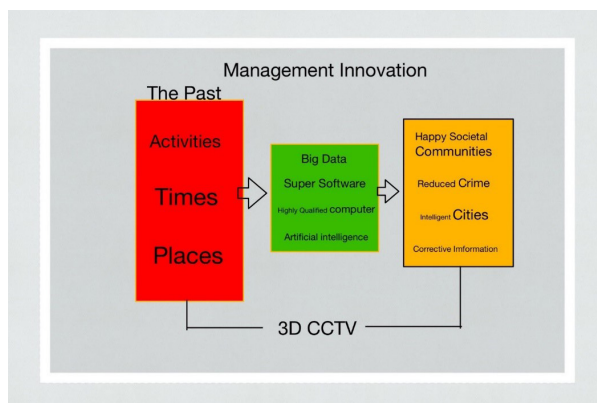 Management Innovation
The Past
Activities
Times
Places
Big Data
Super Software
Highly Qualified computer
Artificial intelligence
Happy Societal
Communities
Reduced Crime
Intelligent Cities
Corrective Imformation
3D CCTV